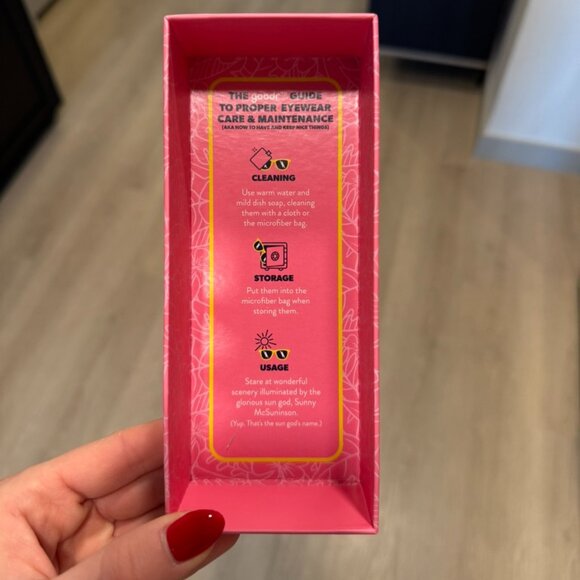 THE goodr GUIDE
TO PROPER EYEWEAR
CARE & MAINTENANCE
(AKA HOW TO HAVE AND KEEP NICE THINGS)
CLEANING
Use warm water and
mild dish soap, cleaning
them with a cloth or
the microfiber bag.
STORAGE
Put them into the
microfiber bag when
storing them.
USAGE
Stare at wonderful
scenery illuminated by the
glorious sun god, Sunny
McSuninson.
(Yup. That's the sun god's name.)